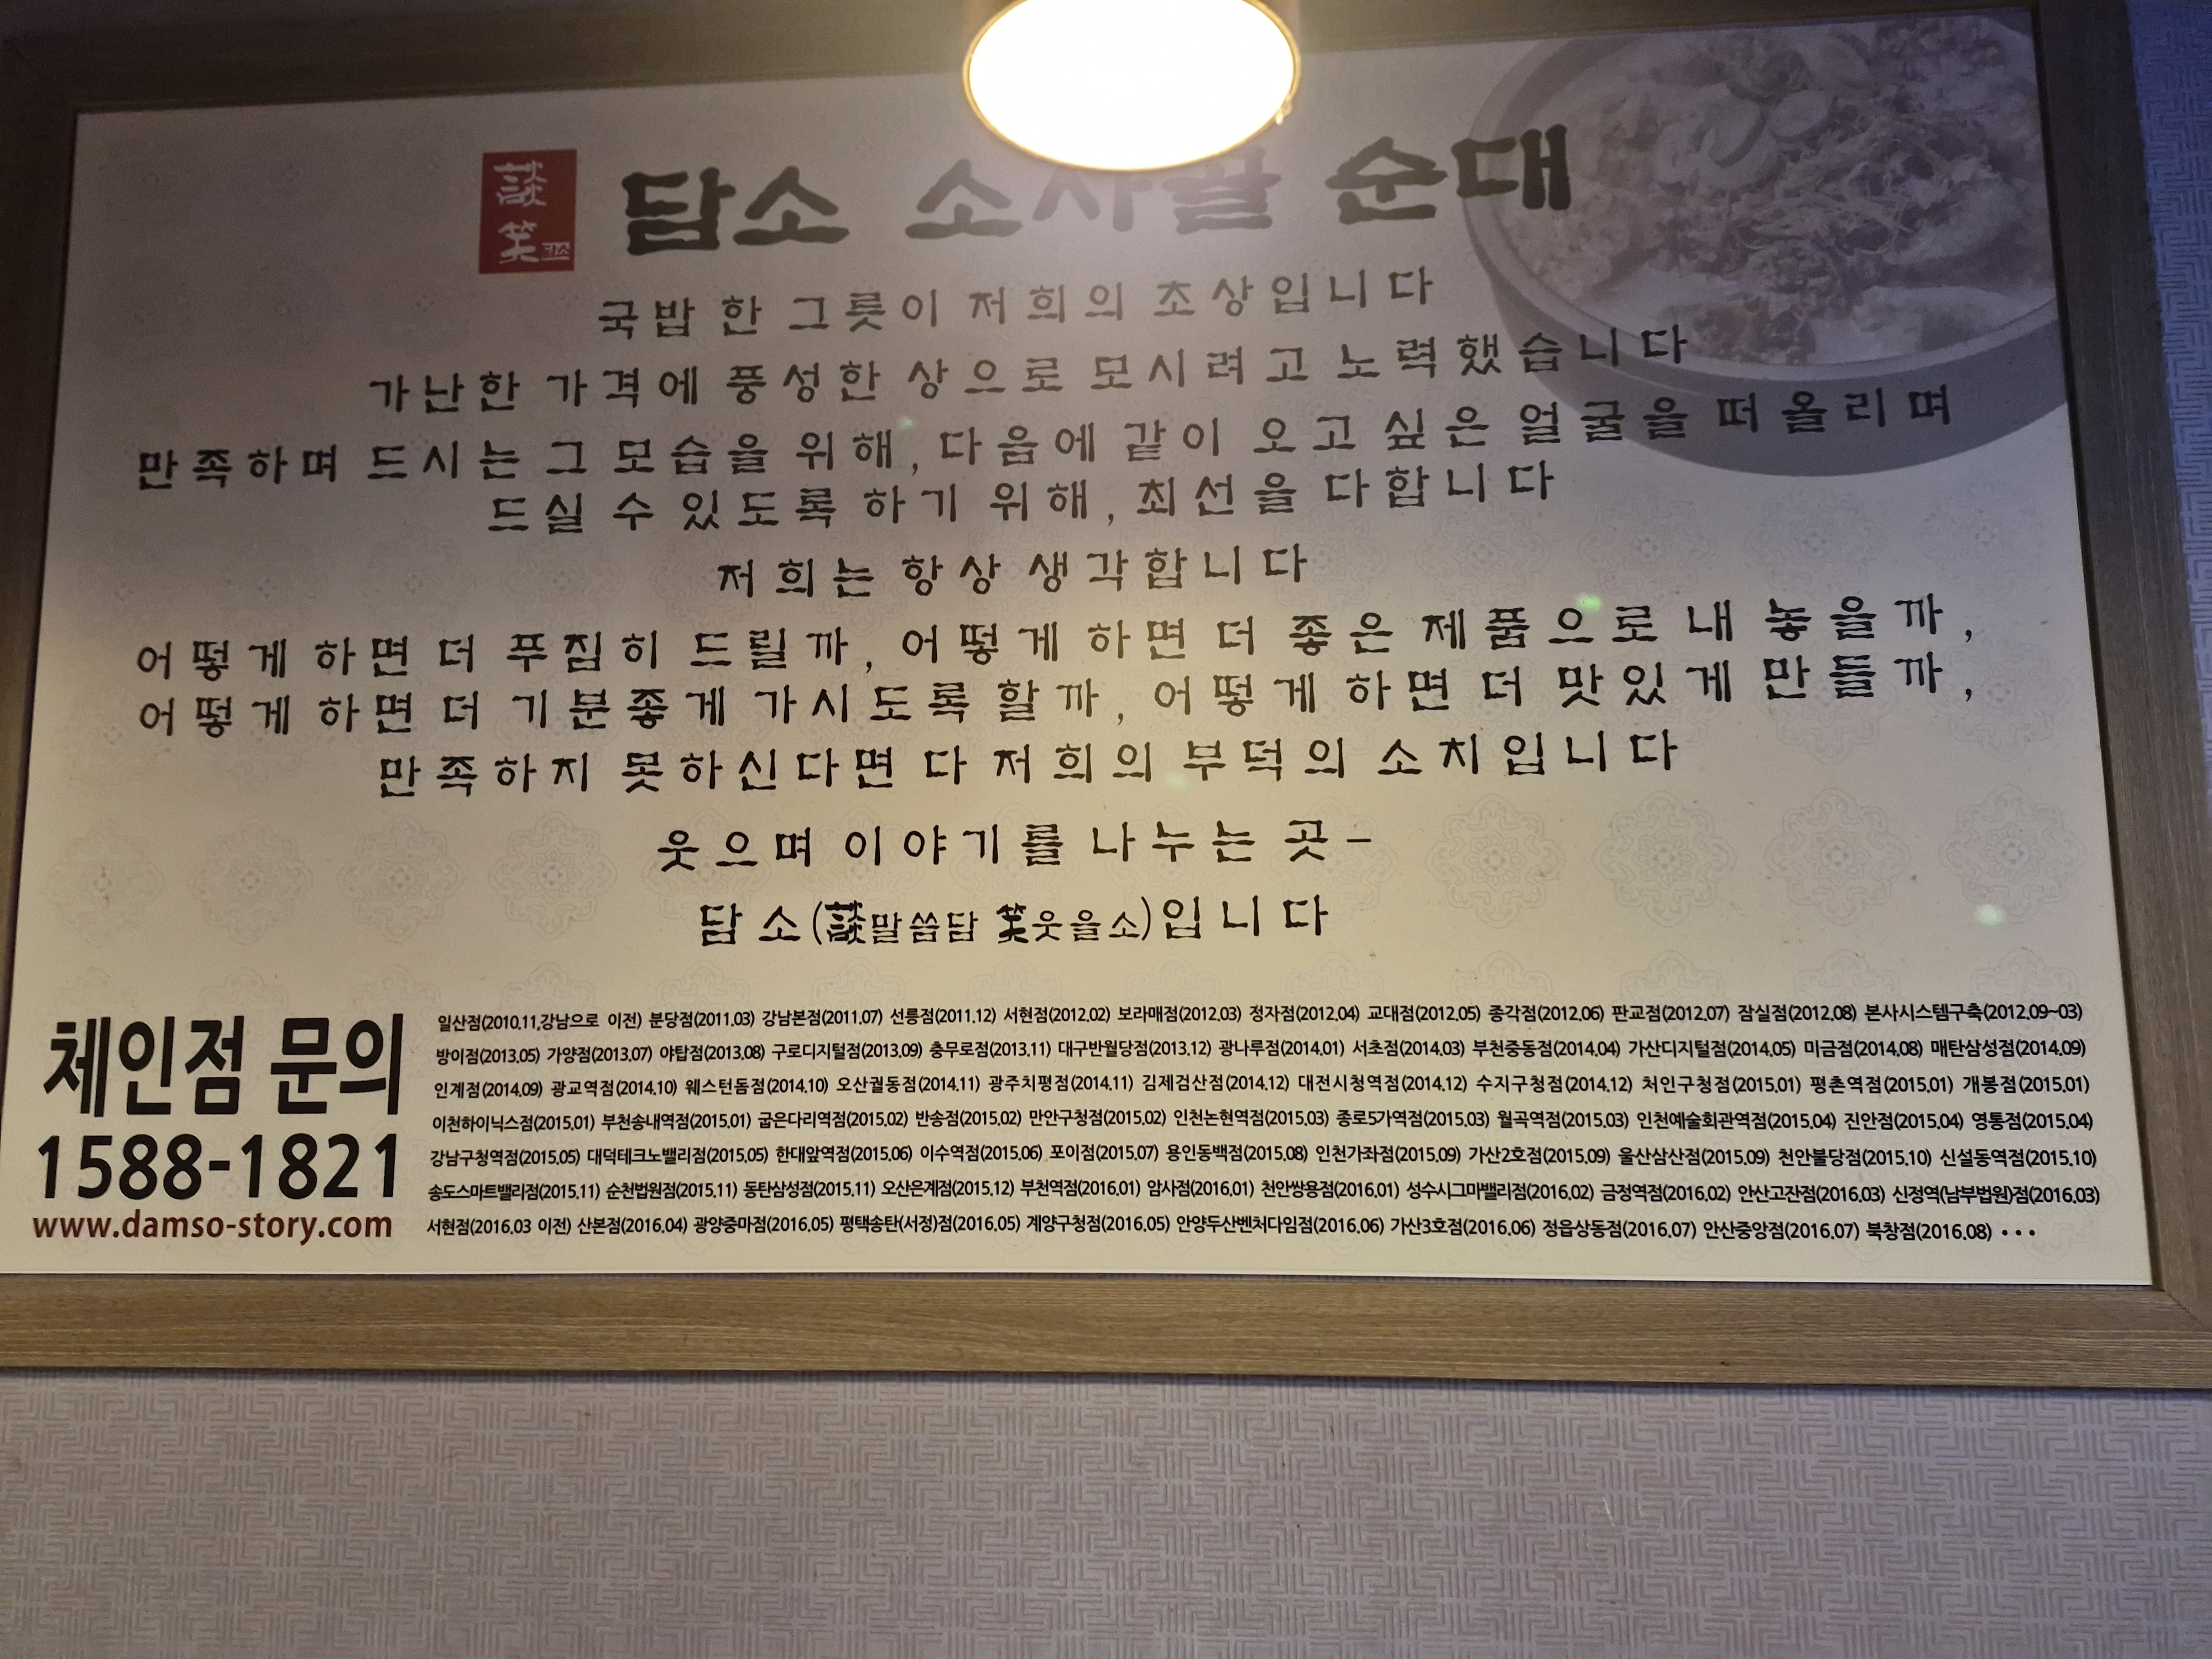 談笑
담소 소사골 순대
국밥 한 그릇이 저희의 초상입니다
가난한 가격에 풍성한 상으로 모시려고 노력했습니다
만족하며 드시는 그 모습을 위해, 다음에 같이 오고 싶은 얼굴을 떠올리며
드실 수 있도록 하기 위해, 최선을 다합니다
저희는 항상 생각합니다
어떻게 하면 더 푸짐히 드릴까, 어떻게 하면 더 좋은 제품으로 내 놓을까,
어떻게 하면 더 기분좋게 가시도록 할까, 어떻게 하면 더 맛있게 만들까,
만족하지 못하신다면 다 저희의 부덕의 소치입니다
웃으며 이야기를 나누는 곳-
담소(談말씀담 笑웃을소)입니다
체인점 문의
1588-1821
www.damso-story.com
일산점(2010.11,강남으로 이전) 분당점(2011.03) 강남본점(2011.07) 선릉점(2011.12) 서현점(2012.02) 보라매점(2012.03) 정자점(2012.04) 교대점(2012.05) 종각점(2012.06) 판교점(2012.07) 잠실점(2012.08) 본사시스템구축(2012.09~03)
방이점(2013.05) 가양점(2013.07) 야탑점(2013.08) 구로디지털점(2013.09) 충무로점(2013.11) 대구반월당점(2013.12) 광나루점(2014.01) 서초점(2014.03) 부천중동점(2014.04) 가산디지털점(2014.05) 미금점(2014.08) 매탄삼성점(2014.09)
인계점(2014.09) 광교역점(2014.10) 웨스턴돔점(2014.10) 오산궐동점(2014.11) 광주치평점(2014.11) 김제검산점(2014.12) 대전시청역점(2014.12) 수지구청점(2014.12) 처인구청점(2015.01) 평촌역점(2015.01) 개봉점(2015.01)
이천하이닉스점(2015.01) 부천송내역점(2015.01) 굽은다리역점(2015.02) 반송점(2015.02) 만안구청점(2015.02) 인천논현역점(2015.03) 종로5가역점(2015.03) 월곡역점(2015.03) 인천예술회관역점(2015.04) 진안점(2015.04) 영통점(2015.04)
강남구청역점(2015.05) 대덕테크노밸리점(2015.05) 한대앞역점(2015.06) 이수역점(2015.06) 포이점(2015.07) 용인동백점(2015.08) 인천가좌점(2015.09) 가산2호점(2015.09) 울산삼산점(2015.09) 천안불당점(2015.10) 신설동역점(2015.10)
송도스마트밸리점(2015.11) 순천법원점(2015.11) 동탄삼성점(2015.11) 오산은계점(2015.12) 부천역점(2016.01) 암사점(2016.01) 천안쌍용점(2016.01) 성수시그마밸리점(2016.02) 금정역점(2016.02) 안산고잔점(2016.03) 신정역(남부법원)점(2016.03)
서현점(2016.03 이전) 산본점(2016.04) 광양중마점(2016.05) 평택송탄(서정)점(2016.05) 계양구청점(2016.05) 안양두산벤처다임점(2016.06) 가산3호점(2016.06) 정읍상동점(2016.07) 안산중앙점(2016.07) 북창점(2016.08) •••